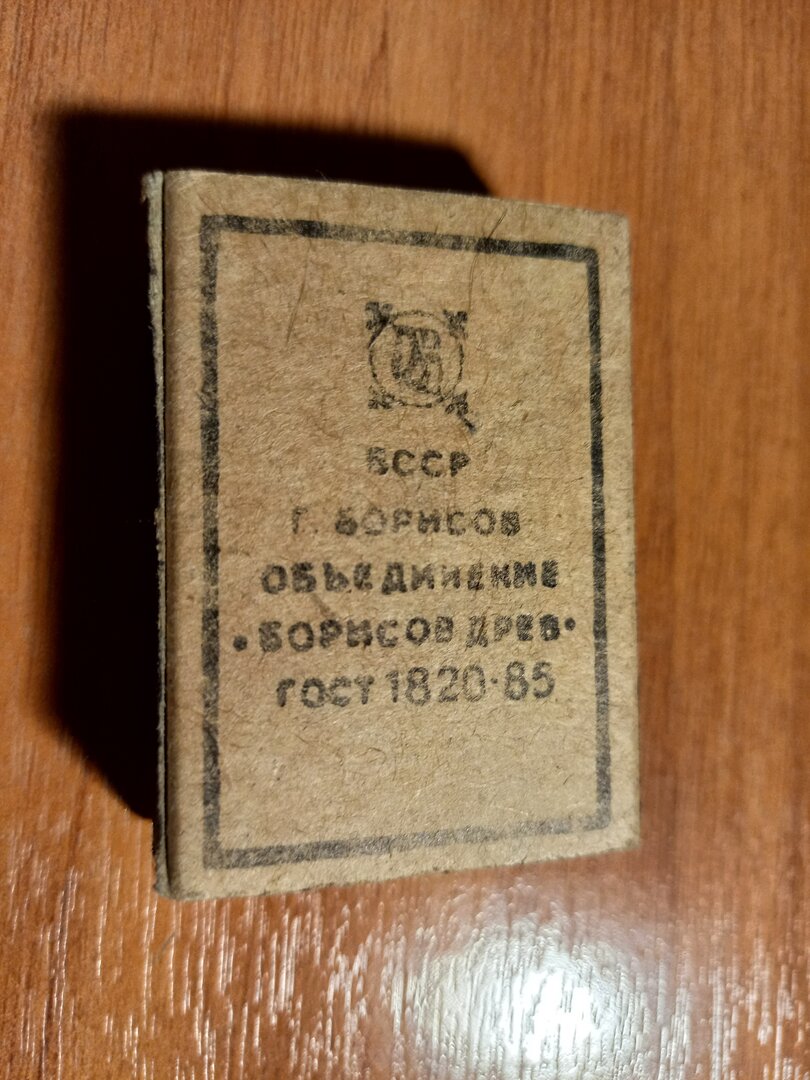 БССР
Г. БОРИСОВ
ОБЪЕДИНЕНИЕ
•БОРИСОВДРЕВ•
ГОСТ 1820-85